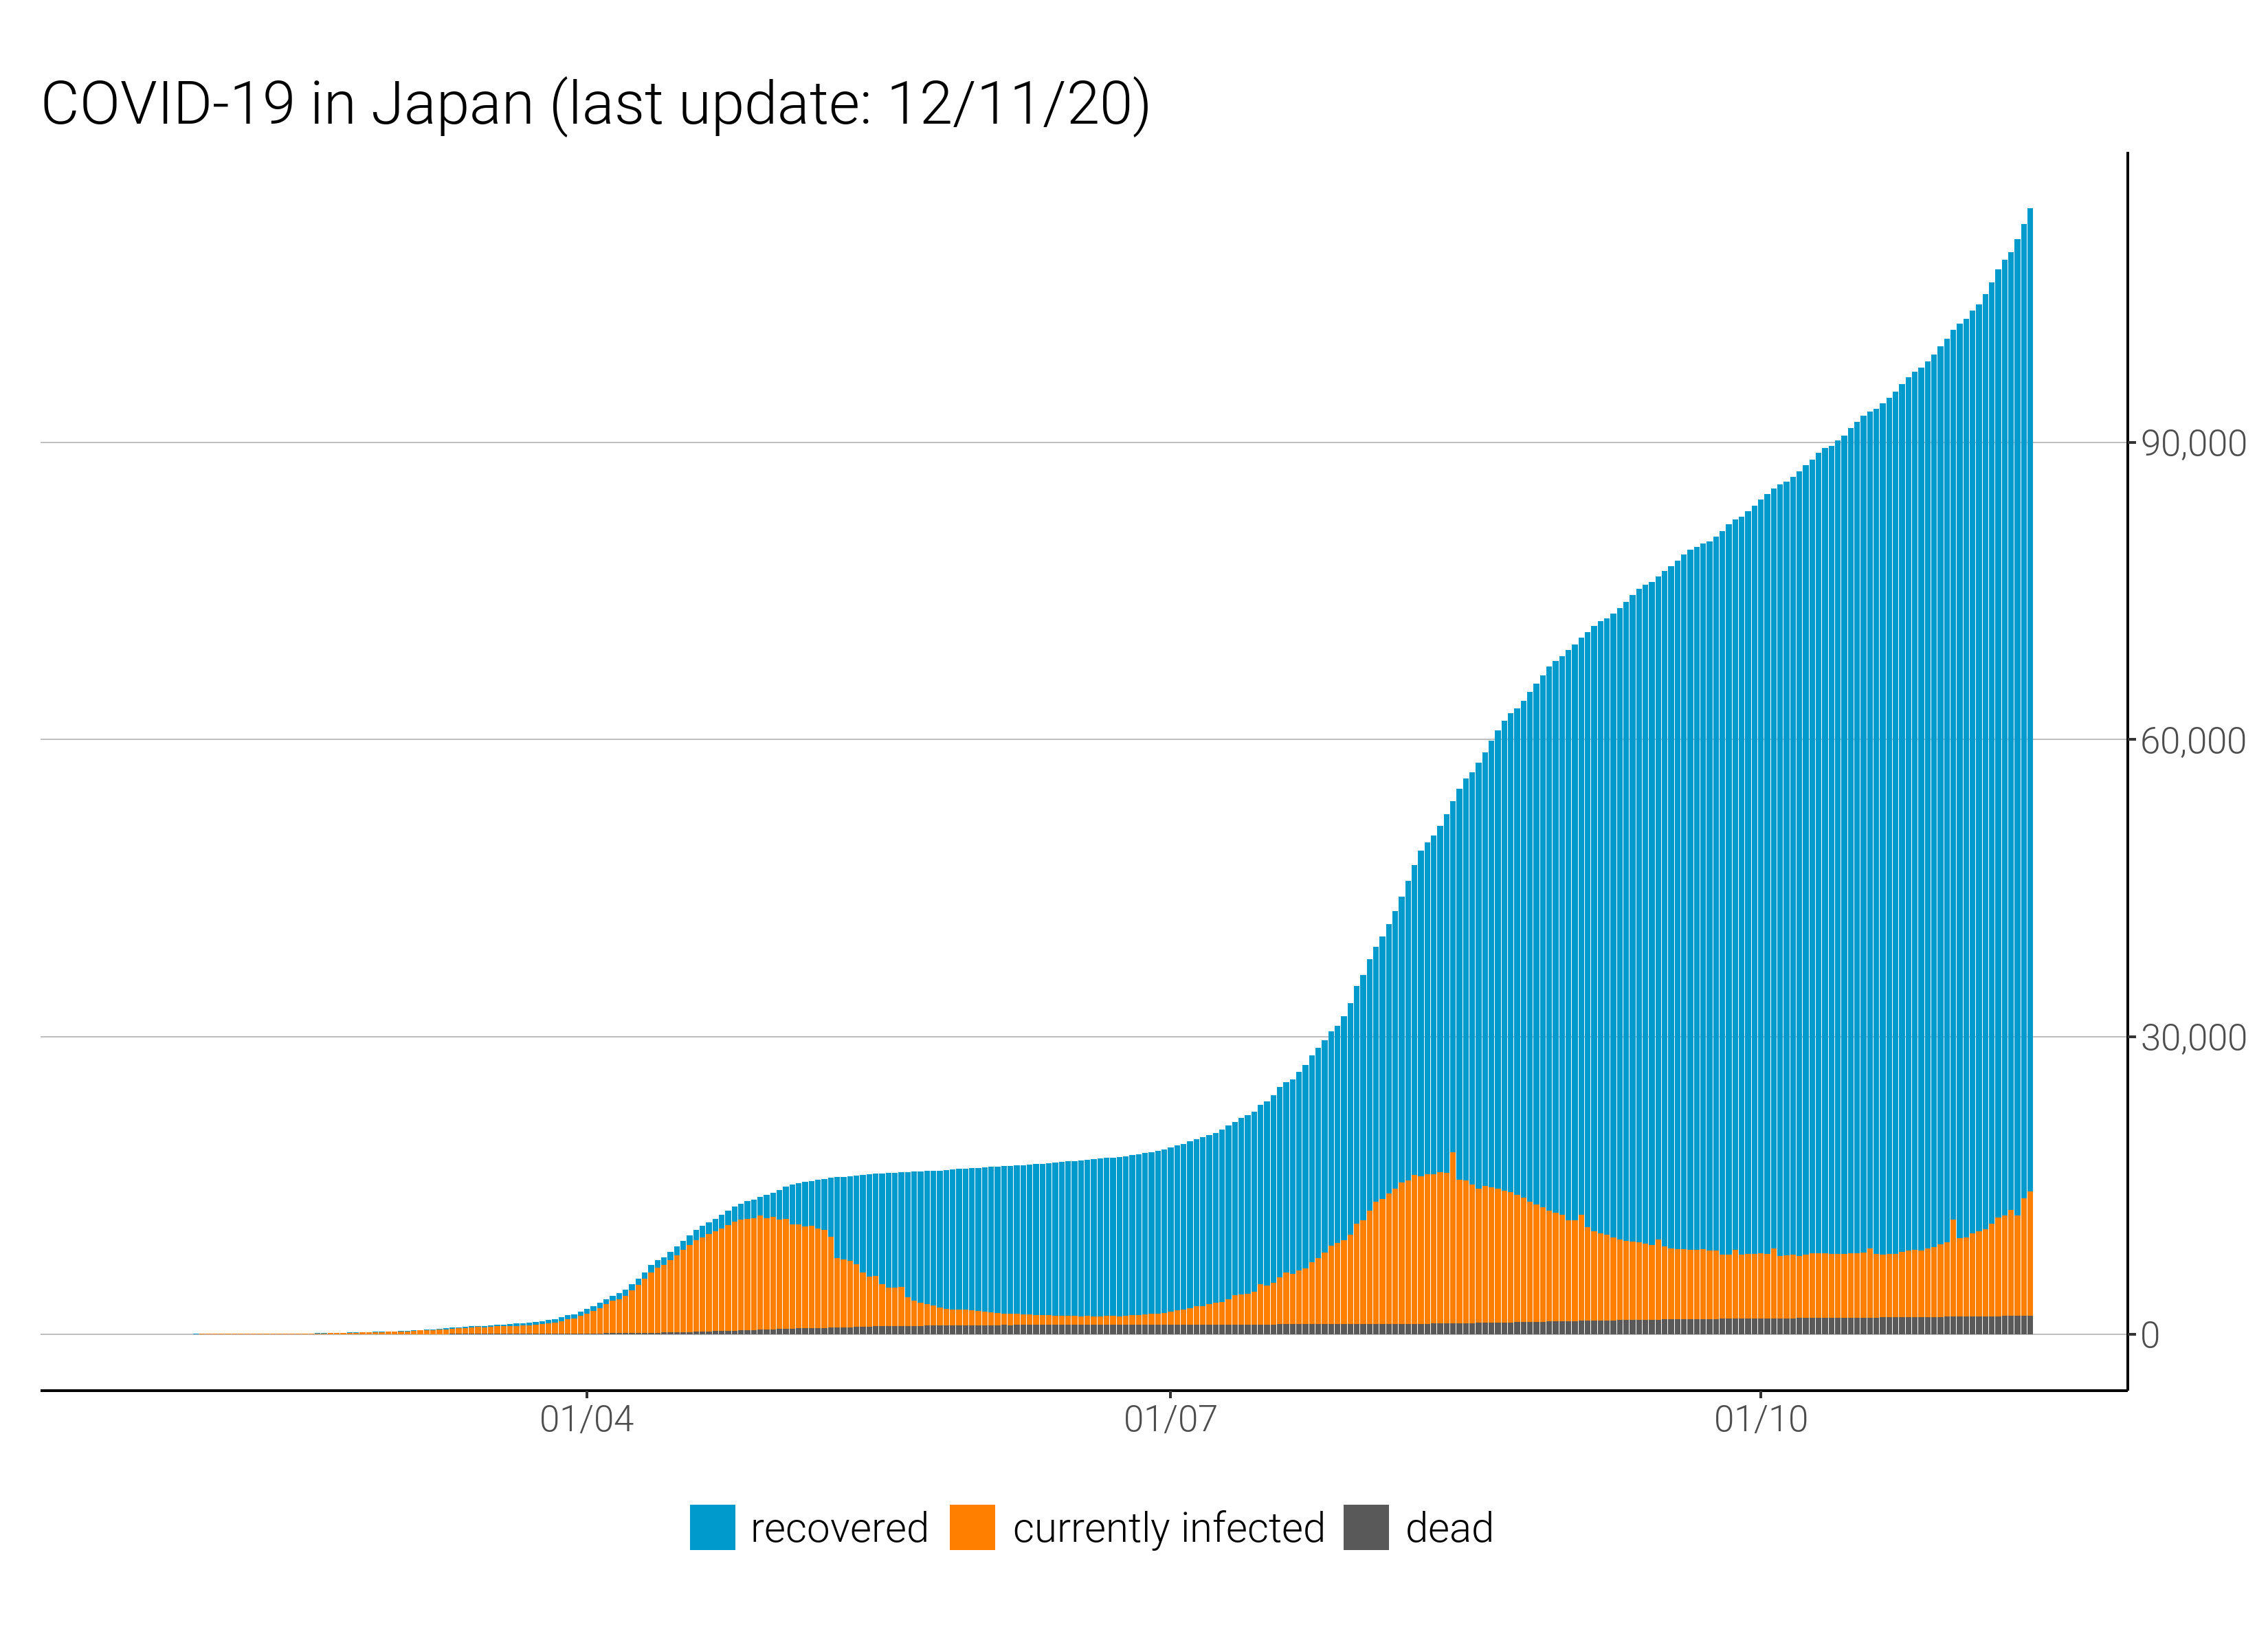 COVID-19 in Japan (last update: 12/11/20)
90,000
60,000
30,000
0
01/04 01/07 01/10
recovered currently infected dead